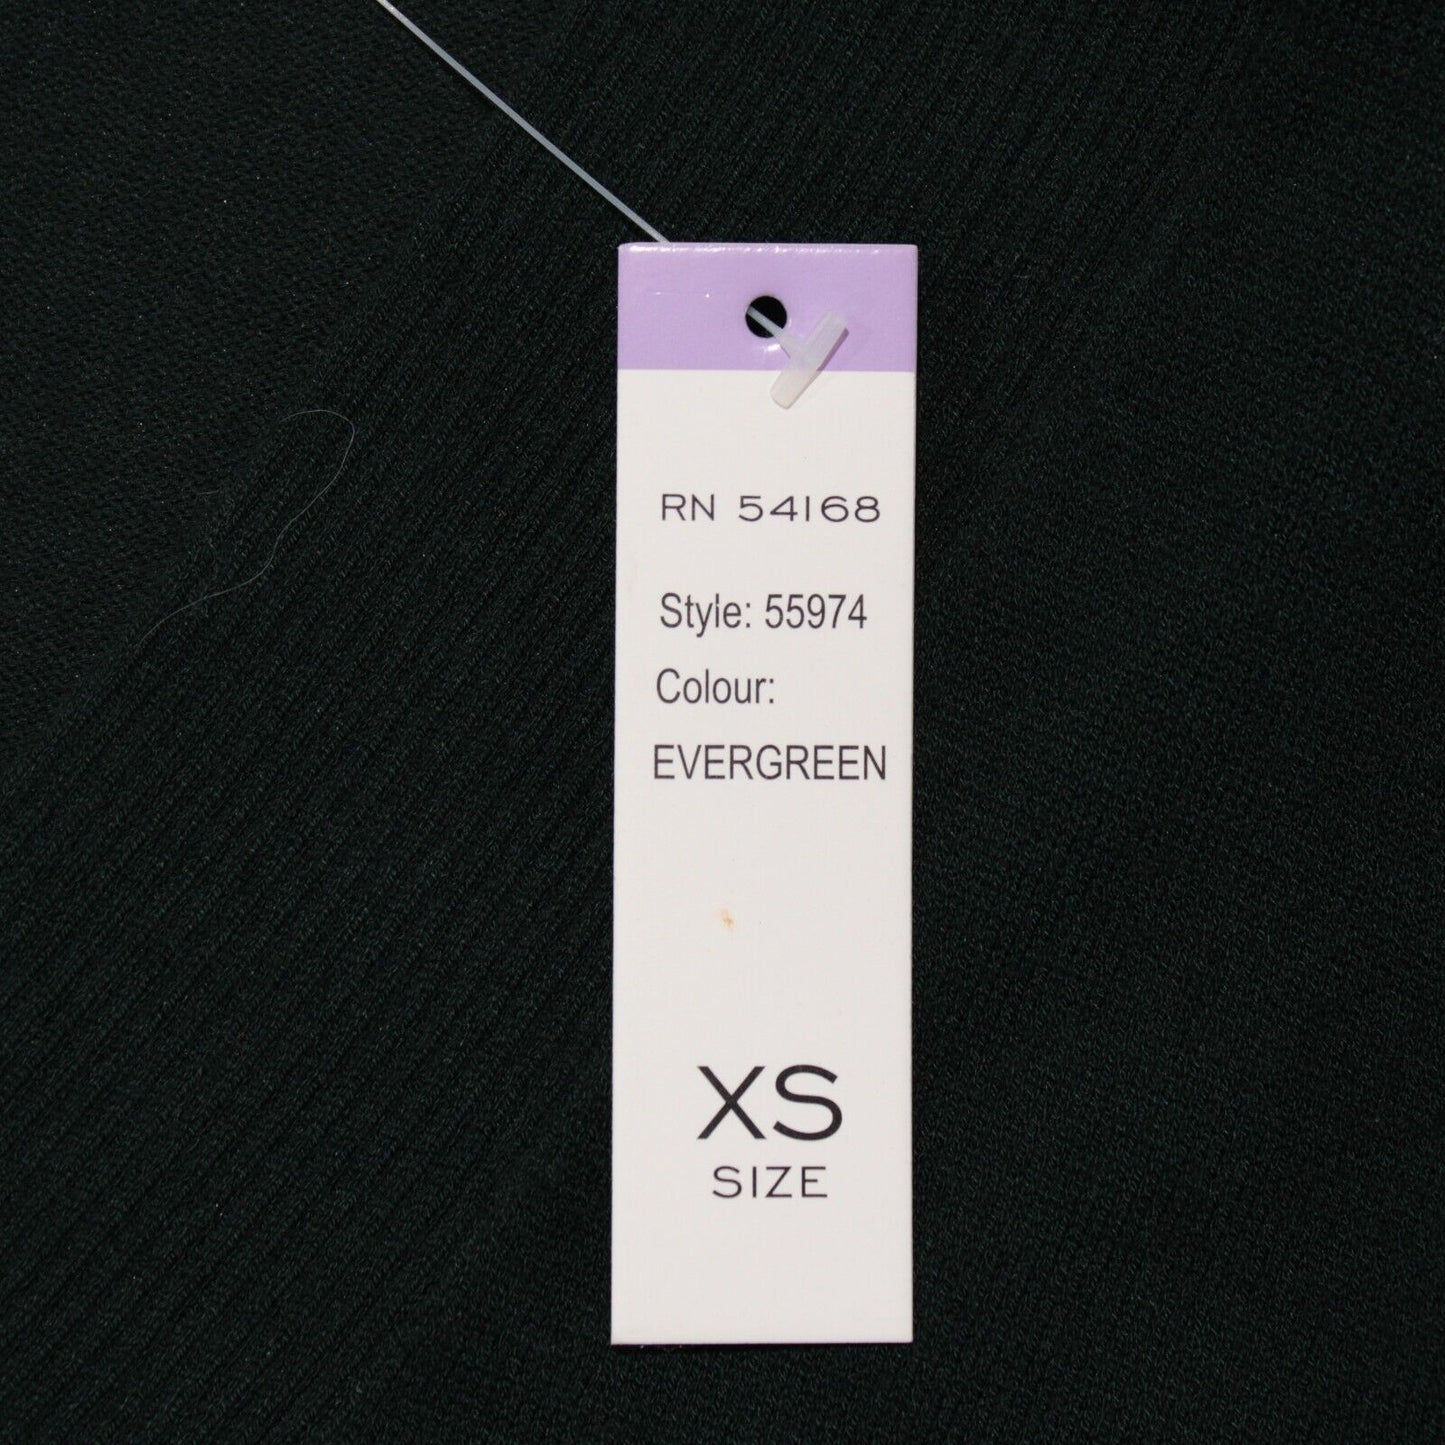 RN 54168
Style: 55974
Colour:
EVERGREEN
XS
SIZE